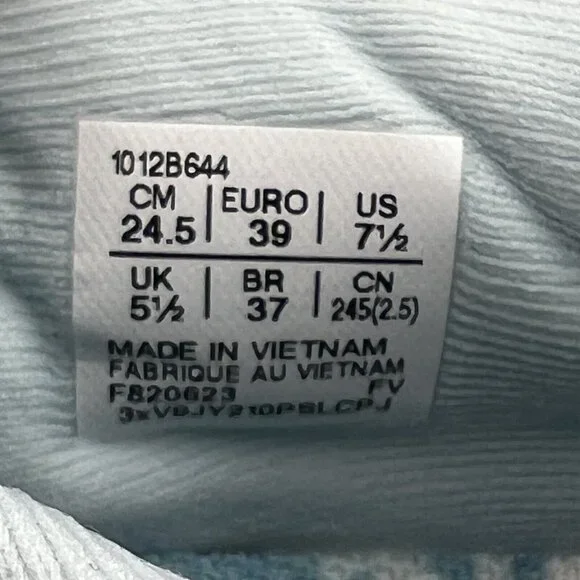 1012B644
CM | EURO | US
24.5 | 39 | 7½
UK | BR | CN
5½ | 37 | 245(2.5)
MADE IN VIETNAM
FABRIQUE AU VIETNAM
F820623 FV